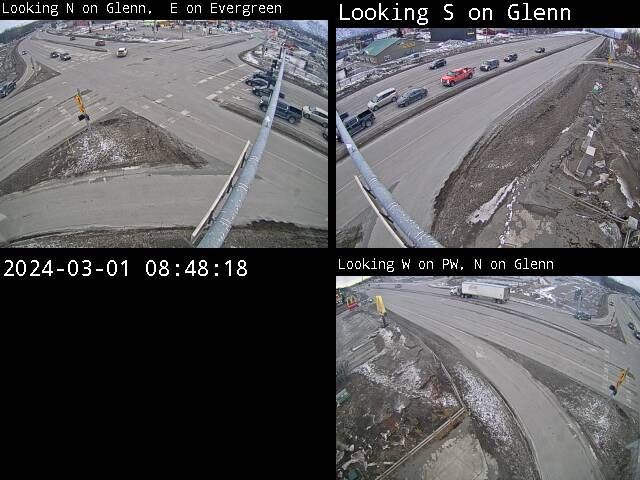 Looking N on Glenn,  E on Evergreen
Looking S on Glenn
2024-03-01 08:48:18
Looking W on PW, N on Glenn